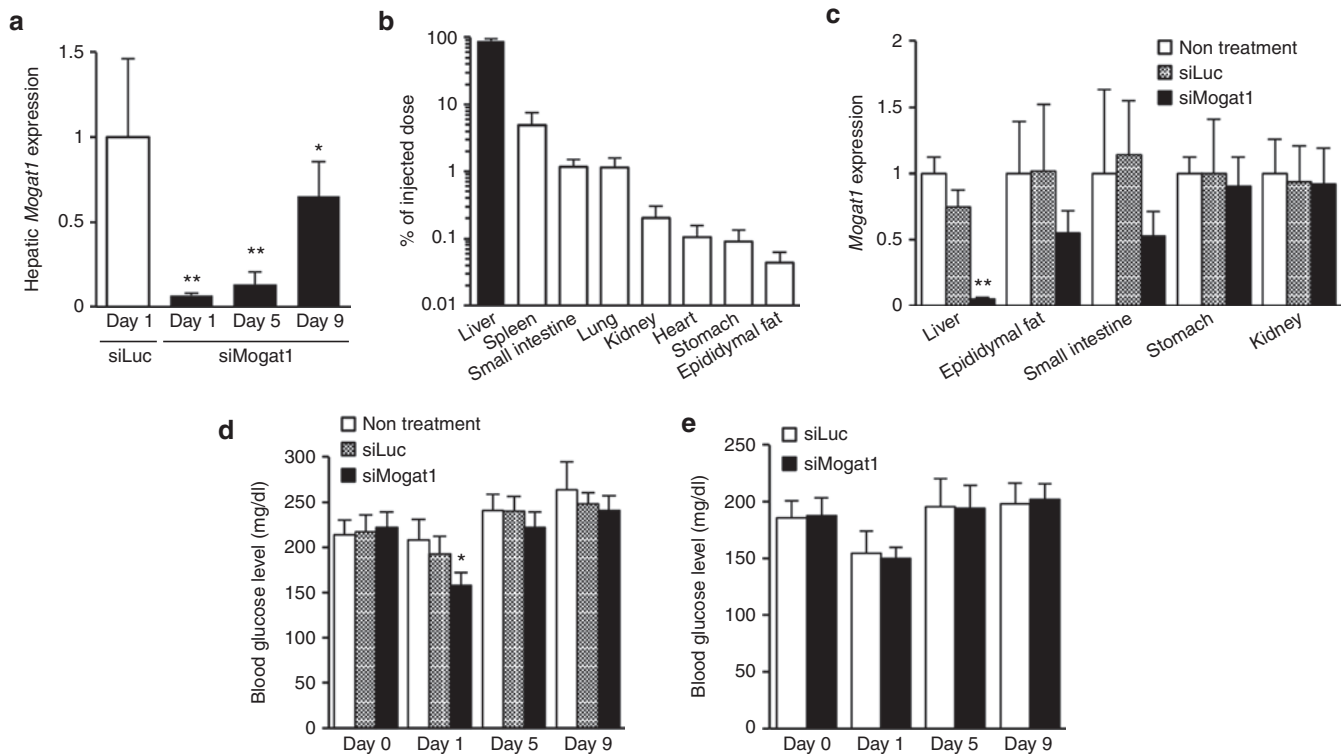 a
Hepatic Mogat1 expression
1.5
1
0.5
0
**
**
*
Day 1
Day 1
Day 5
Day 9
siLuc
siMogat1
b
% of injected dose
100
10
1
0.1
0.01
Liver
Spleen
Small intestine
Lung
Kidney
Heart
Stomach
Epididymal fat
c
Mogat1 expression
2
1.5
1
0.5
0
Non treatment
siLuc
siMogat1
**
Liver
Epididymal fat
Small intestine
Stomach
Kidney
d
Blood glucose level (mg/dl)
Non treatment
siLuc
siMogat1
300
250
200
150
100
50
0
*
Day 0
Day 1
Day 5
Day 9
e
Blood glucose level (mg/dl)
siLuc
siMogat1
250
200
150
100
50
0
Day 0
Day 1
Day 5
Day 9